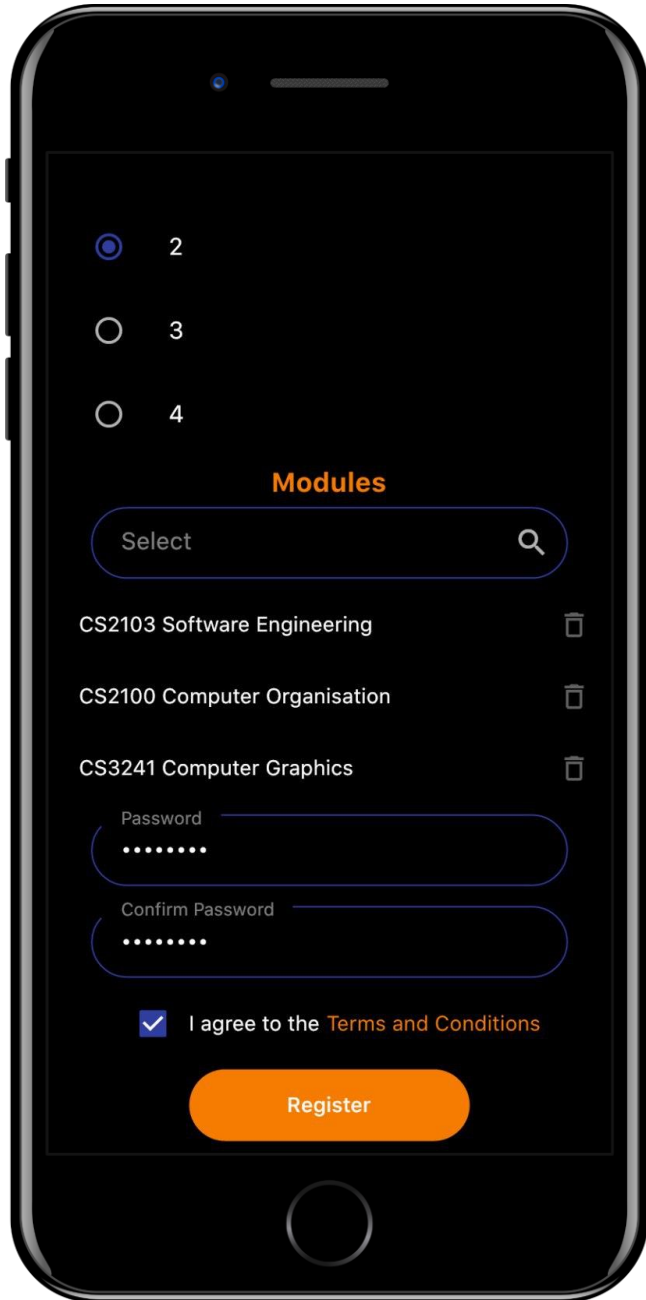 2
3
4
Modules
Select
CS2103 Software Engineering
CS2100 Computer Organisation
CS3241 Computer Graphics
Password
••••••••
Confirm Password
••••••••
I agree to the Terms and Conditions
Register